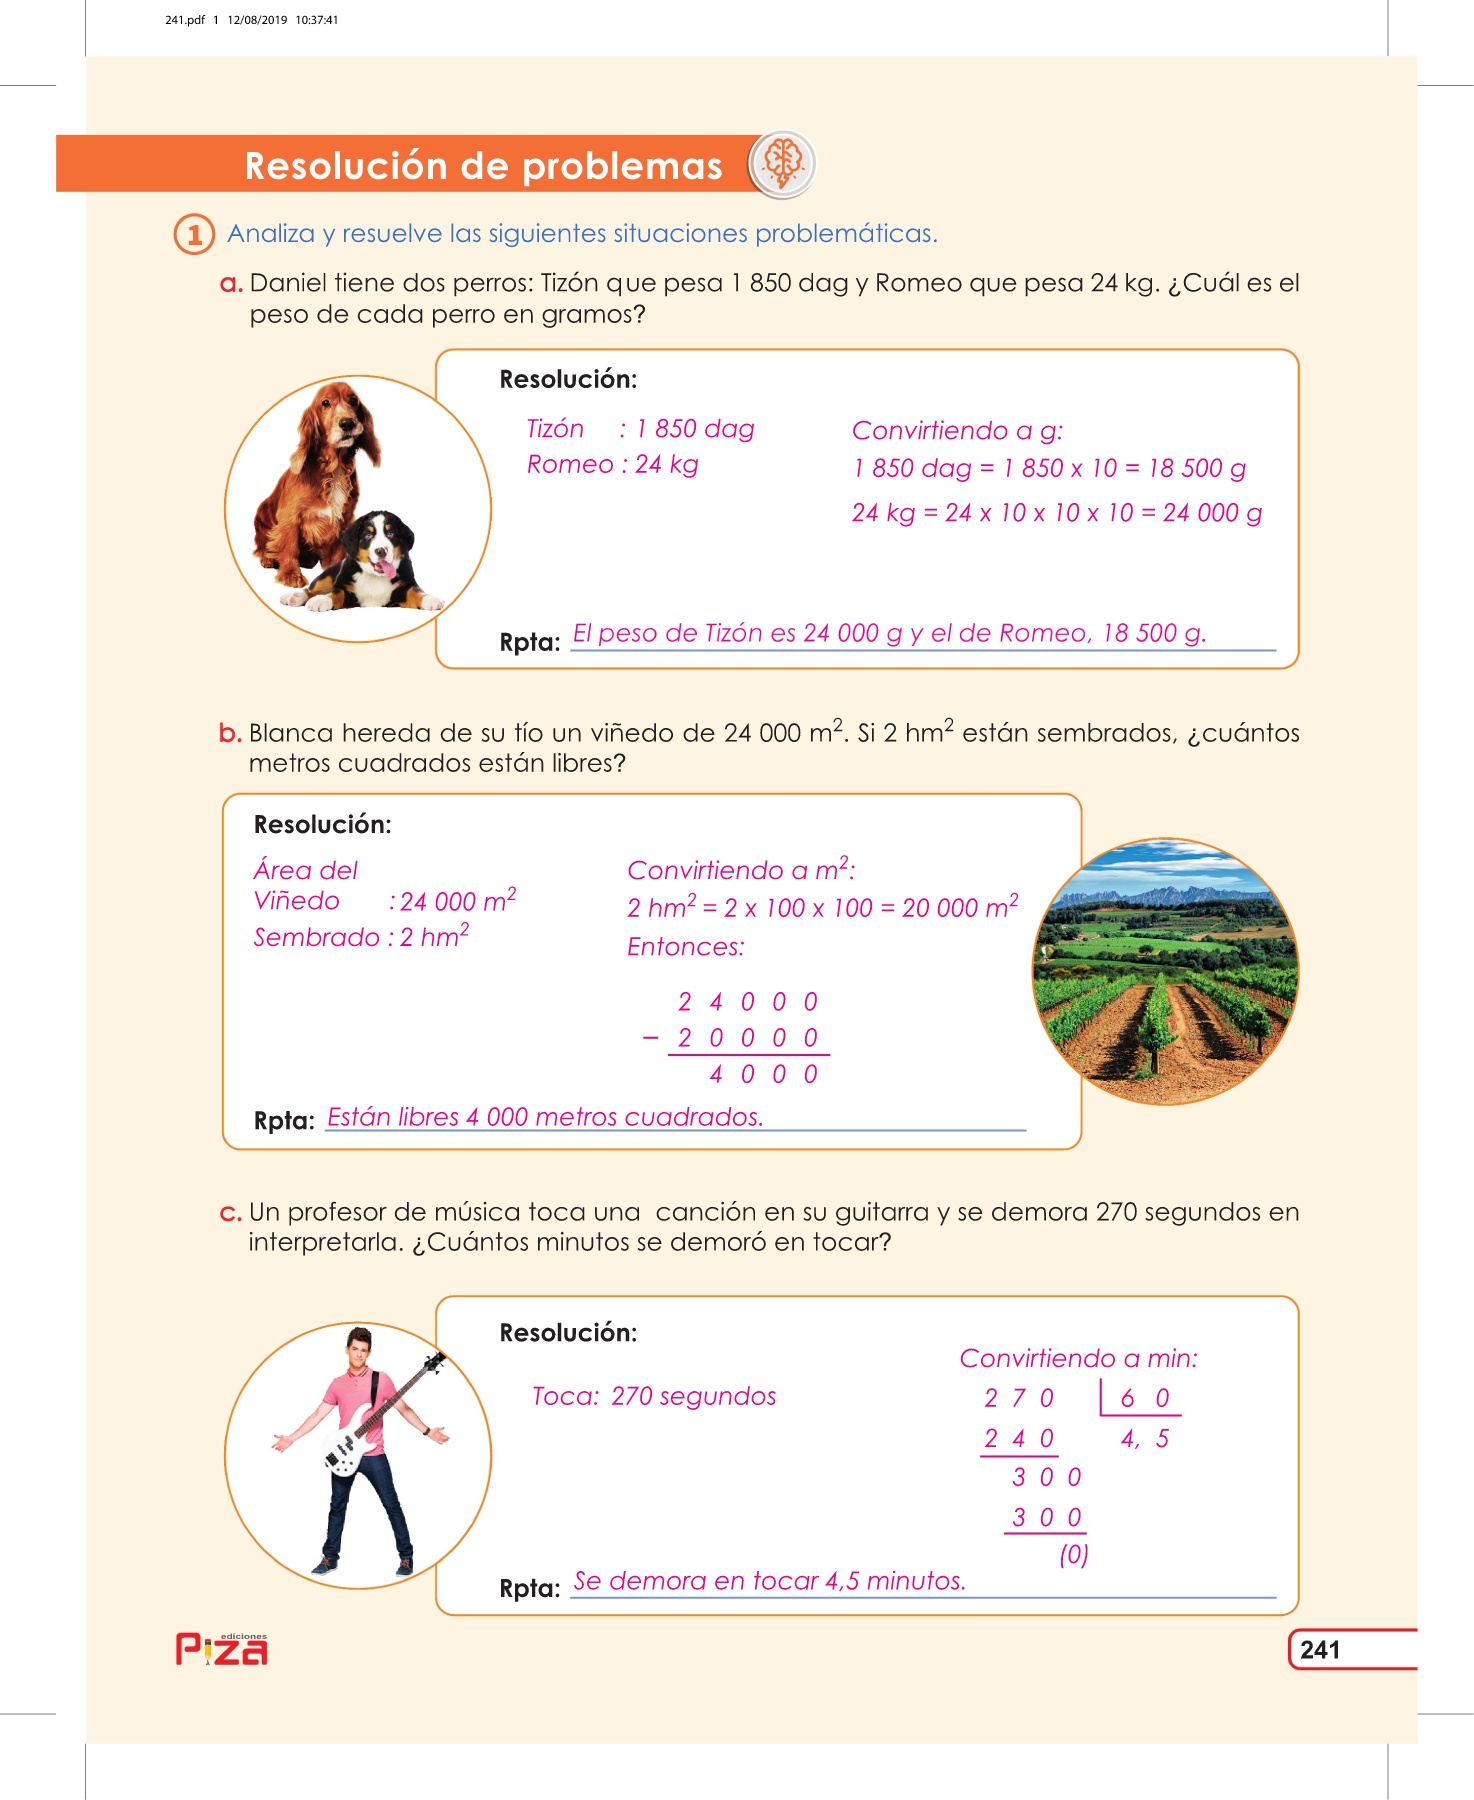 241.pdf 1 12/08/2019 10:37:41
Resolución de problemas
1 Analiza y resuelve las siguientes situaciones problemáticas.
a. Daniel tiene dos perros: Tizón que pesa 1 850 dag y Romeo que pesa 24 kg. ¿Cuál es el
peso de cada perro en gramos?
Resolución:
Tizón : 1 850 dag
Romeo : 24 kg
Convirtiendo a g:
1 850 dag = 1 850 x 10 = 18 500 g
24 kg = 24 x 10 x 10 x 10 = 24 000 g
Rpta: El peso de Tizón es 24 000 g y el de Romeo, 18 500 g.
b. Blanca hereda de su tío un viñedo de 24 000 m². Si 2 hm² están sembrados, ¿cuántos
metros cuadrados están libres?
Resolución:
Área del
Viñedo : 24 000 m²
Sembrado : 2 hm²
Convirtiendo a m²:
2 hm² = 2 x 100 x 100 = 20 000 m²
Entonces:
2 4 0 0 0
– 2 0 0 0 0
4 0 0 0
Rpta: Están libres 4 000 metros cuadrados.
c. Un profesor de música toca una canción en su guitarra y se demora 270 segundos en
interpretarla. ¿Cuántos minutos se demoró en tocar?
Resolución:
Toca: 270 segundos
Convirtiendo a min:
2 7 0 6 0
2 4 0 4, 5
3 0 0
3 0 0
(0)
Rpta: Se demora en tocar 4,5 minutos.
ediciones
Piza
241